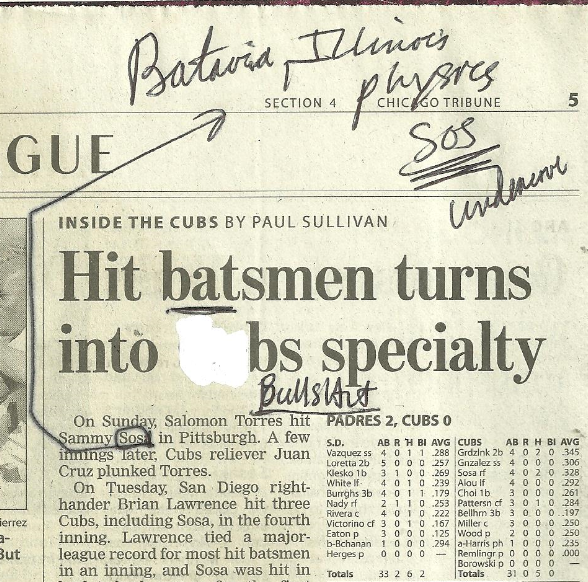 Batavia Illinois
physics
SECTION 4 CHICAGO TRIBUNE 5
SOS
GUE
INSIDE THE CUBS BY PAUL SULLIVAN
Hit batsmen turns
into bs specialty
BullShit
On Sunday, Salomon Torres hit
Sammy Sosa in Pittsburgh. A few
innings later, Cubs reliever Juan
Cruz plunked Torres.
On Tuesday, San Diego right-
hander Brian Lawrence hit three
Cubs, including Sosa, in the fourth
inning. Lawrence tied a major-
league record for most hit batsmen
in an inning, and Sosa was hit in
PADRES 2, CUBS 0
S.D. AB R H BI AVG CUBS AB R H BI AVG
Vazquez ss 4 0 1 1 .288 Grdzlnk 2b 4 0 2 0 .345
Loretta 2b 5 0 0 0 .257 Gnzalez ss 4 0 0 0 .306
Klesko 1b 3 1 0 0 .269 Sosa rf 4 0 2 0 .328
White lf 4 0 1 0 .239 Alou lf 4 0 0 0 .292
Burrghs 3b 4 0 1 1 .179 Choi 1b 3 0 0 0 .261
Nady rf 2 1 1 0 .253 Pattersn cf 3 0 1 0 .284
Rivera c 4 0 1 0 .222 Bellhrn 3b 3 0 0 0 .197
Victorino cf 4 0 1 0 .167 Miller c 3 0 0 0 .250
Eaton p 3 0 0 0 .125 Wood p 2 0 0 0 .250
b-Bchanan 1 0 0 0 .294 a-Harris ph 1 0 0 0 .235
Herges p 0 0 0 0 — Remlingr p 0 0 0 0 .000
Borowski p 0 0 0 0 —
Totals 33 2 6 2 Totals 31 0 5 0
ierrez
a-
But